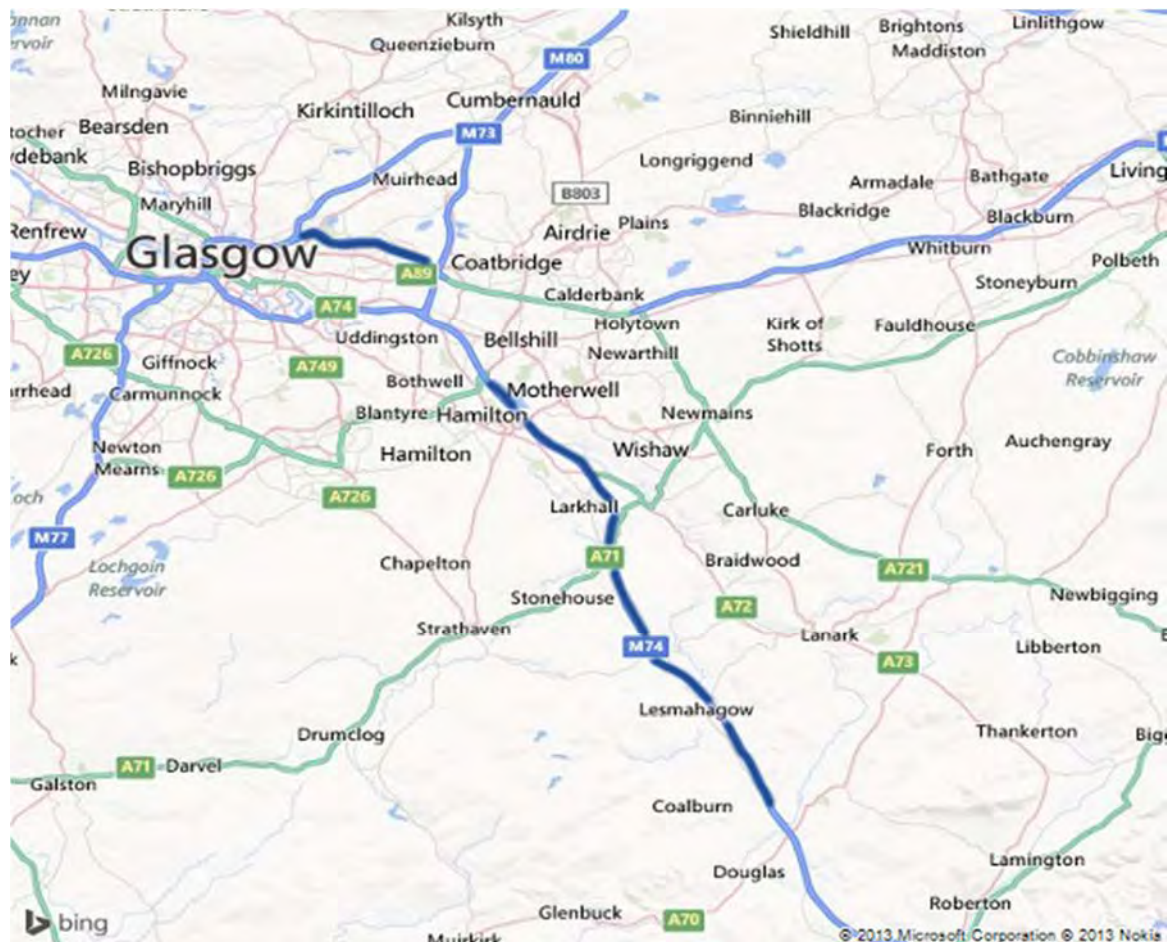 Kilsyth
Queenzieburn
Shieldhill
Brightons
Linlithgow
Maddiston
M80
Milngavie
Kirkintilloch
Cumbernauld
Binniehill
Bearsden
M73
Bishopbriggs
Muirhead
Longriggend
Armadale
Bathgate
Living
Maryhill
B803
Plains
Blackridge
Blackburn
Renfrew
Airdrie
Whitburn
Glasgow
Coatbridge
Polbeth
A89
Calderbank
Stoneyburn
A74
Holytown
Kirk of
Shotts
Fauldhouse
Uddingston
Bellshill
Newarthill
A726
Giffnock
A749
Cobbinshaw
Reservoir
Bothwell
Motherwell
Carmunnock
Blantyre
Hamilton
Newmains
Newton
Mearns
Hamilton
Wishaw
Forth
Auchengray
A726
A726
Larkhall
Carluke
M77
Lochgoin
Reservoir
Chapelton
A71
Braidwood
A721
Stonehouse
A72
Newbigging
Strathaven
Lanark
M74
A73
Libberton
Lesmahagow
Drumclog
Thankerton
Bigg
A71
Darvel
Galston
Coalburn
Douglas
Lamington
Glenbuck
A70
Roberton
bing
Muirkirk
© 2013 Microsoft Corporation © 2013 Nokia